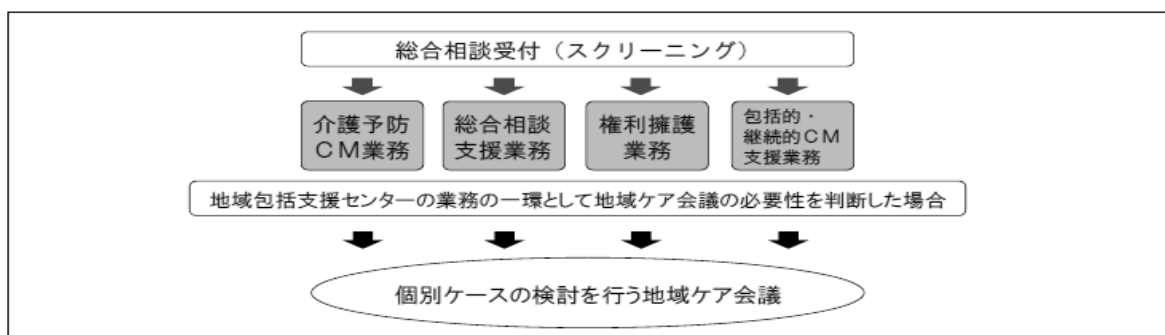 総合相談受付（スクリーニング）
介護予防
ＣＭ業務
総合相談
支援業務
権利擁護
業務
包括的・
継続的ＣＭ
支援業務
地域包括支援センターの業務の一環として地域ケア会議の必要性を判断した場合
個別ケースの検討を行う地域ケア会議